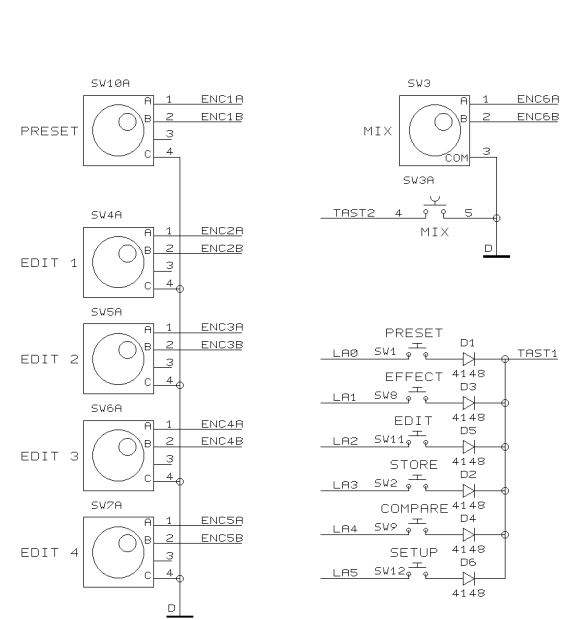 SW10A
PRESET
A 1 ENC1A
B 2 ENC1B
3
C 4
SW4A
EDIT 1
A 1 ENC2A
B 2 ENC2B
3
C 4
SW5A
EDIT 2
A 1 ENC3A
B 2 ENC3B
3
C 4
SW6A
EDIT 3
A 1 ENC4A
B 2 ENC4B
3
C 4
SW7A
EDIT 4
A 1 ENC5A
B 2 ENC5B
3
C 4
D
SW3
MIX
A 1 ENC6A
B 2 ENC6B
COM 3
SW3A
TAST2 4 5
MIX
D
PRESET
LA0 SW1 D1 TAST1
4148
EFFECT
LA1 SW8 D3
4148
EDIT
LA2 SW11 D5
4148
STORE
LA3 SW2 D2
4148
COMPARE
LA4 SW9 D4
4148
SETUP
LA5 SW12 D6
4148